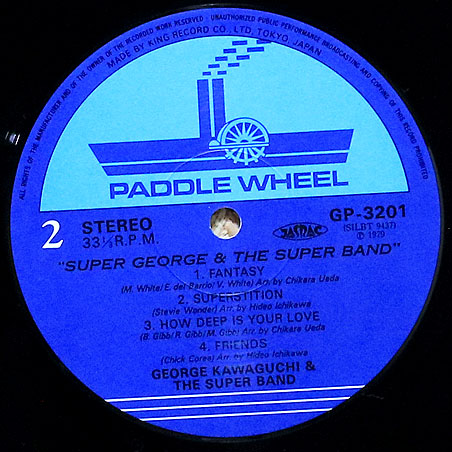 ALL RIGHTS OF THE MANUFACTURER AND OF THE OWNER OF THE RECORDED WORK RESERVED · UNAUTHORIZED PUBLIC PERFORMANCE BROADCASTING AND COPYING OF THIS RECORD PROHIBITED
MADE BY KING RECORD CO., LTD, TOKYO, JAPAN
PADDLE WHEEL
2 STEREO
33⅓ R.P.M.
JASRAC
GP-3201
(SILBT 9437)
℗ 1979
"SUPER GEORGE & THE SUPER BAND"
1. FANTASY
(M. White/ E. del Barrio/ V. White) Arr. by Chikara Ueda
2. SUPERSTITION
(Stevie Wander) Arr. by Hideo Ichikawa
3. HOW DEEP IS YOUR LOVE
(B. Gibb/ R. Gibb/ M. Gibb) Arr. by Chikara Ueda
4. FRIENDS
(Chick Corea) Arr. by Hideo Ichikawa
GEORGE KAWAGUCHI &
THE SUPER BAND